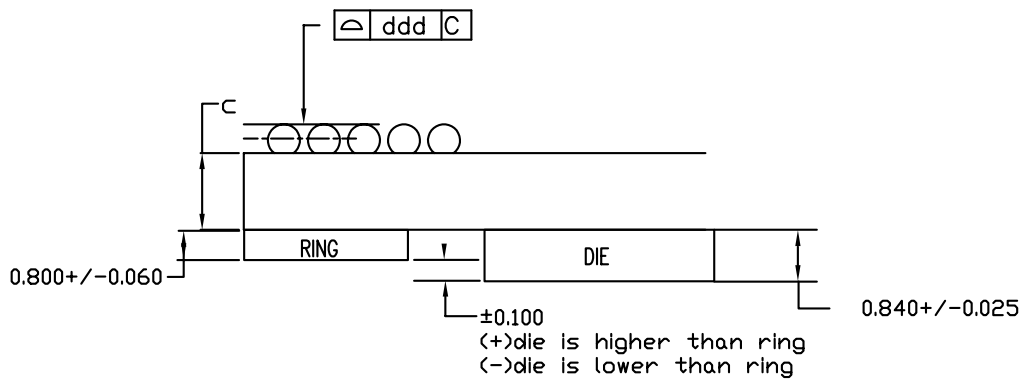 ⌓ ddd C
C
RING
DIE
0.800+/-0.060
0.840+/-0.025
±0.100
(+)die is higher than ring
(-)die is lower than ring